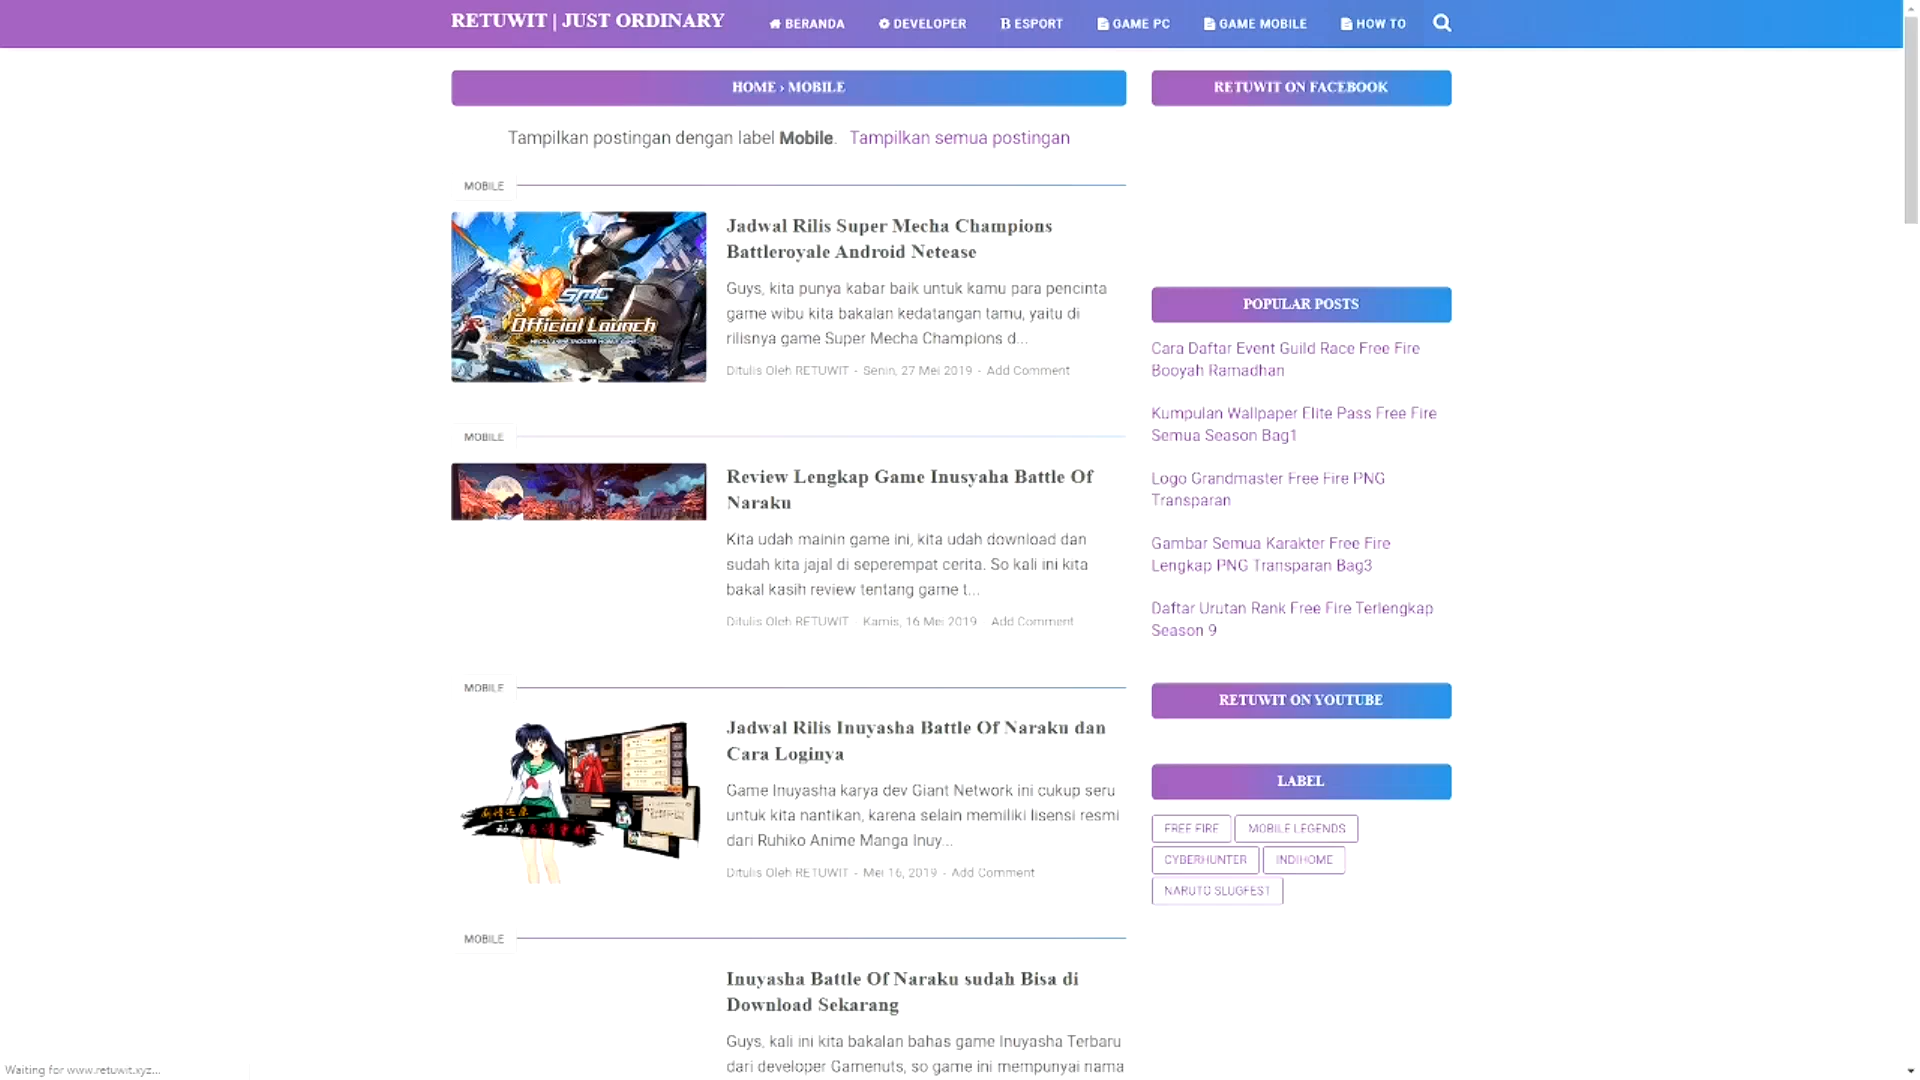 RETUWIT | JUST ORDINARY
BERANDA
DEVELOPER
ESPORT
GAME PC
GAME MOBILE
HOW TO
HOME › MOBILE
Tampilkan postingan dengan label Mobile. Tampilkan semua postingan
MOBILE
SMC
Official Launch
Jadwal Rilis Super Mecha Champions
Battleroyale Android Netease
Guys, kita punya kabar baik untuk kamu para pencinta
game wibu kita bakalan kedatangan tamu, yaitu di
rilisnya game Super Mecha Champions d...
Ditulis Oleh RETUWIT - Senin, 27 Mei 2019 - Add Comment
MOBILE
Review Lengkap Game Inusyaha Battle Of
Naraku
Kita udah mainin game ini, kita udah download dan
sudah kita jajal di seperempat cerita. So kali ini kita
bakal kasih review tentang game t...
Ditulis Oleh RETUWIT - Kamis, 16 Mei 2019 Add Comment
MOBILE
Jadwal Rilis Inuyasha Battle Of Naraku dan
Cara Loginya
Game Inuyasha karya dev Giant Network ini cukup seru
untuk kita nantikan, karena selain memiliki lisensi resmi
dari Ruhiko Anime Manga Inuy...
Ditulis Oleh RETUWIT - Mei 16, 2019 - Add Comment
MOBILE
Inuyasha Battle Of Naraku sudah Bisa di
Download Sekarang
Guys, kali ini kita bakalan bahas game Inuyasha Terbaru
dari developer Gamenuts, so game ini mempunyai nama
RETUWIT ON FACEBOOK
POPULAR POSTS
Cara Daftar Event Guild Race Free Fire
Booyah Ramadhan
Kumpulan Wallpaper Elite Pass Free Fire
Semua Season Bag1
Logo Grandmaster Free Fire PNG
Transparan
Gambar Semua Karakter Free Fire
Lengkap PNG Transparan Bag3
Daftar Urutan Rank Free Fire Terlengkap
Season 9
RETUWIT ON YOUTUBE
LABEL
FREE FIRE
MOBILE LEGENDS
CYBERHUNTER
INDIHOME
NARUTO SLUGFEST
Waiting for www.retuwit.xyz...